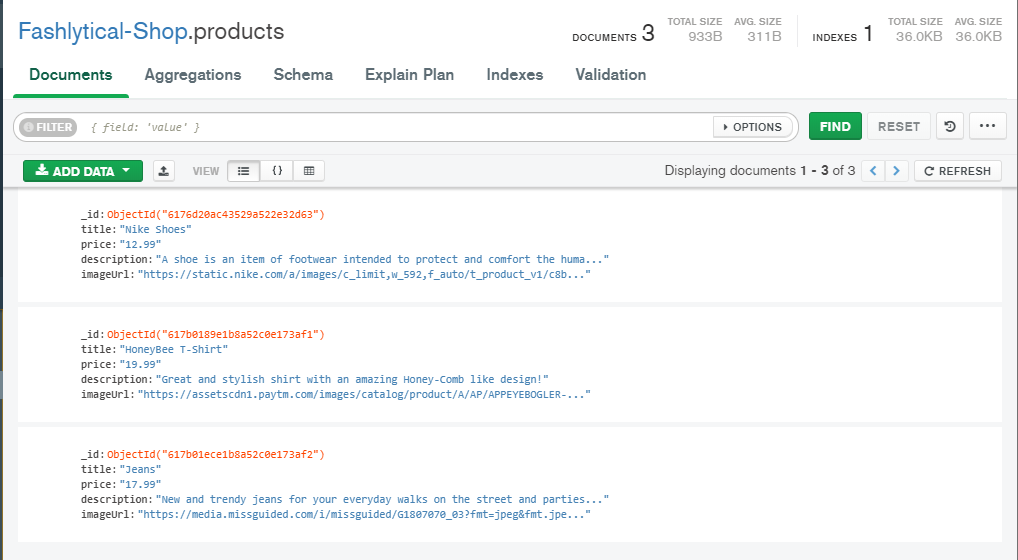 Fashlytical-Shop.products
DOCUMENTS 3 TOTAL SIZE 933B AVG. SIZE 311B INDEXES 1 TOTAL SIZE 36.0KB AVG. SIZE 36.0KB
Documents Aggregations Schema Explain Plan Indexes Validation
FILTER { field: 'value' } OPTIONS FIND RESET ...
ADD DATA VIEW {} Displaying documents 1 - 3 of 3 < > REFRESH
_id: ObjectId("6176d20ac43529a522e32d63")
title: "Nike Shoes"
price: "12.99"
description: "A shoe is an item of footwear intended to protect and comfort the huma..."
imageUrl: "https://static.nike.com/a/images/c_limit,w_592,f_auto/t_product_v1/c8b..."
_id: ObjectId("617b0189e1b8a52c0e173af1")
title: "HoneyBee T-Shirt"
price: "19.99"
description: "Great and stylish shirt with an amazing Honey-Comb like design!"
imageUrl: "https://assetscdn1.paytm.com/images/catalog/product/A/AP/APPEYEBOGLER-..."
_id: ObjectId("617b01ece1b8a52c0e173af2")
title: "Jeans"
price: "17.99"
description: "New and trendy jeans for your everyday walks on the street and parties..."
imageUrl: "https://media.missguided.com/i/missguided/G1807070_03?fmt=jpeg&fmt.jpe..."